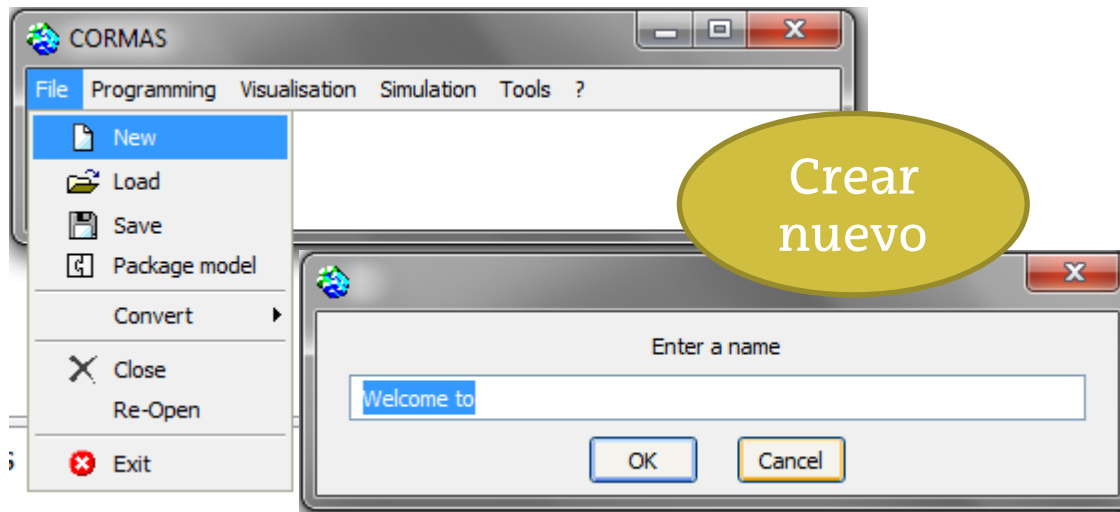 CORMAS
File Programming Visualisation Simulation Tools ?
New
Load
Save
Package model
Convert
Close
Re-Open
Exit
Crear
nuevo
Enter a name
Welcome to
OK Cancel